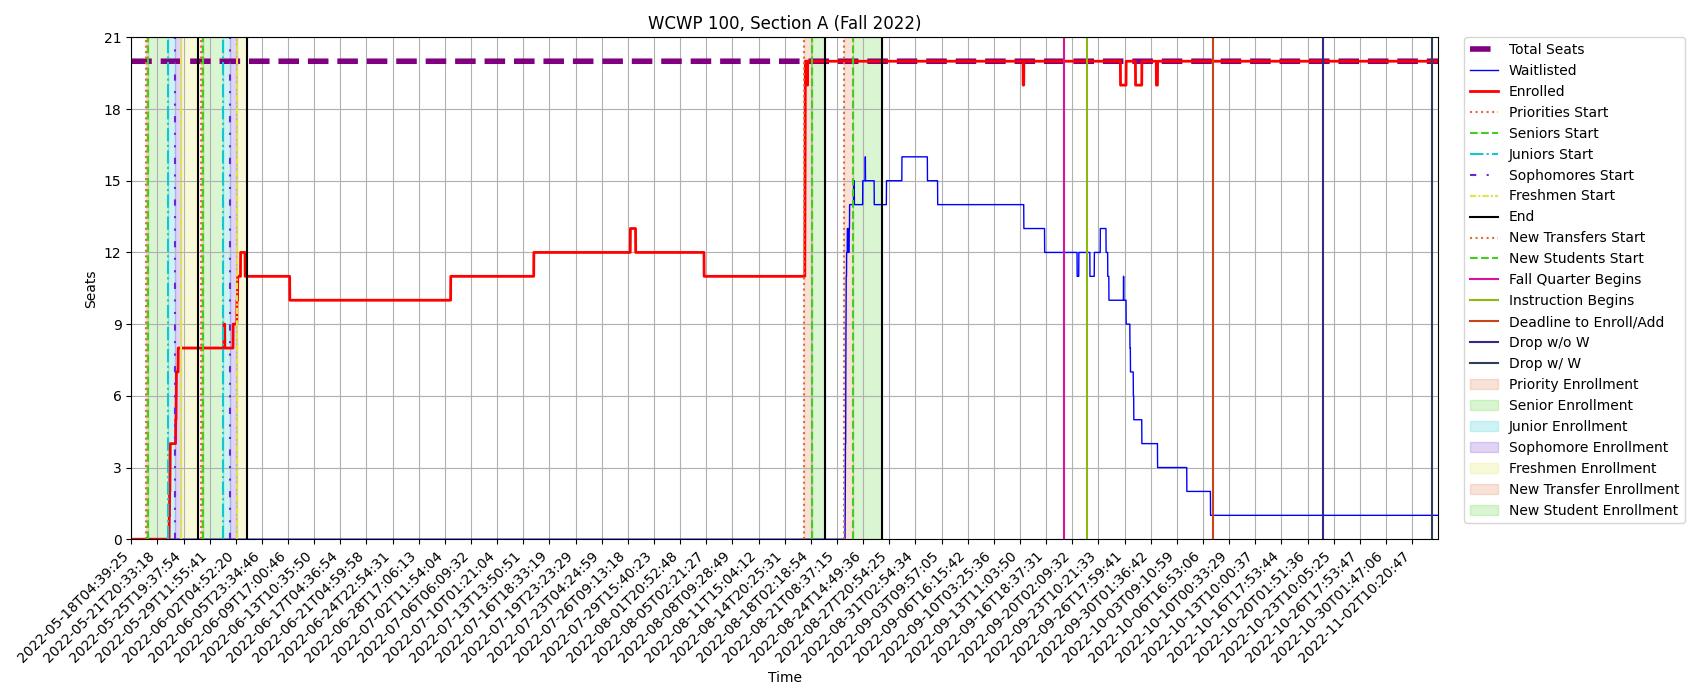 WCWP 100, Section A (Fall 2022)
21
18
15
12
9
6
3
0
Seats
2022-05-18T04:39:25
2022-05-21T20:33:18
2022-05-25T19:37:54
2022-05-29T11:55:41
2022-06-02T04:52:20
2022-06-05T23:34:46
2022-06-09T17:00:46
2022-06-13T10:35:50
2022-06-17T04:36:54
2022-06-21T04:59:58
2022-06-24T22:54:31
2022-06-28T17:06:13
2022-07-02T11:54:04
2022-07-06T06:09:32
2022-07-10T01:21:04
2022-07-13T13:50:51
2022-07-16T18:33:19
2022-07-19T23:23:29
2022-07-23T04:24:59
2022-07-26T09:13:18
2022-07-29T15:40:23
2022-08-01T20:52:48
2022-08-05T02:21:27
2022-08-08T09:28:49
2022-08-11T15:04:12
2022-08-14T20:25:31
2022-08-18T02:18:54
2022-08-21T08:37:15
2022-08-24T14:49:36
2022-08-27T20:54:25
2022-08-31T02:54:34
2022-09-03T09:57:05
2022-09-06T16:15:42
2022-09-10T03:25:36
2022-09-13T11:03:50
2022-09-16T18:37:31
2022-09-20T02:09:32
2022-09-23T10:21:33
2022-09-26T17:59:41
2022-09-30T01:36:42
2022-10-03T09:10:59
2022-10-06T16:53:06
2022-10-10T00:33:29
2022-10-13T10:00:37
2022-10-16T17:53:44
2022-10-20T01:51:36
2022-10-23T10:05:25
2022-10-26T17:53:47
2022-10-30T01:47:06
2022-11-02T10:20:47
Time
Total Seats
Waitlisted
Enrolled
Priorities Start
Seniors Start
Juniors Start
Sophomores Start
Freshmen Start
End
New Transfers Start
New Students Start
Fall Quarter Begins
Instruction Begins
Deadline to Enroll/Add
Drop w/o W
Drop w/ W
Priority Enrollment
Senior Enrollment
Junior Enrollment
Sophomore Enrollment
Freshmen Enrollment
New Transfer Enrollment
New Student Enrollment